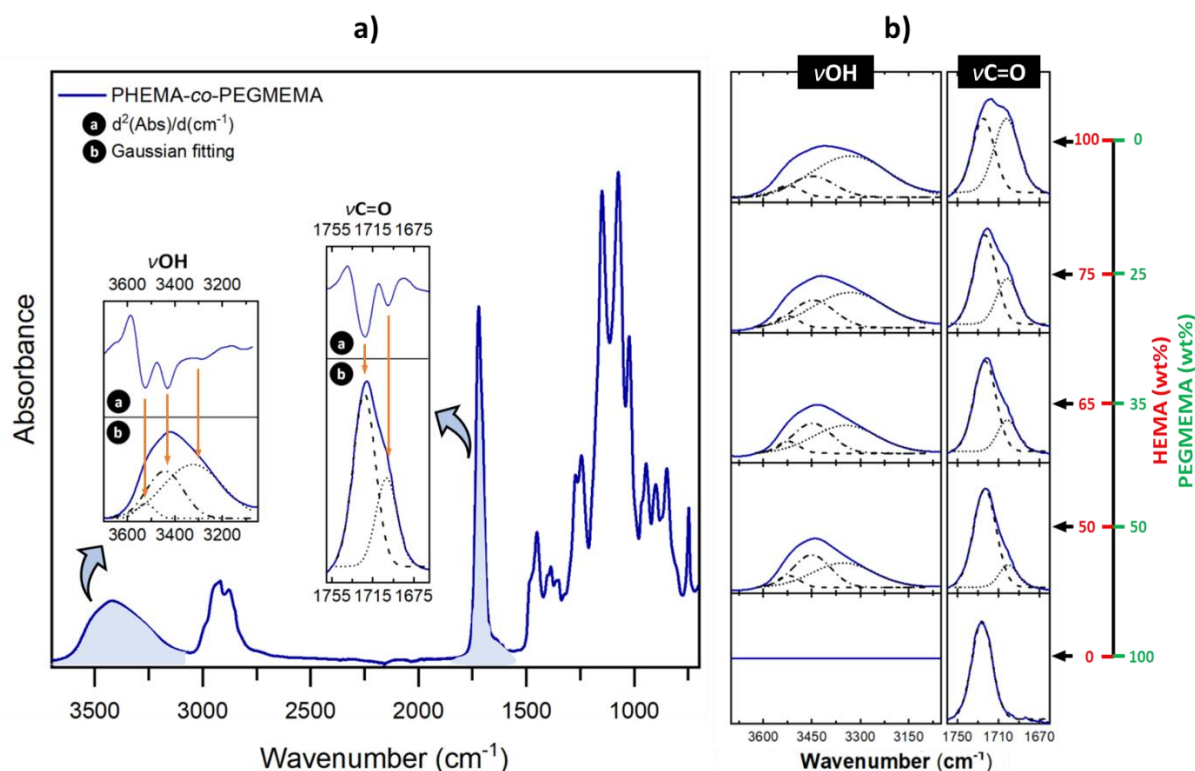 a)
PHEMA-co-PEGMEMA
a d²(Abs)/d(cm⁻¹)
b Gaussian fitting
νOH
3600 3400 3200
a
b
3600 3400 3200
νC=O
1755 1715 1675
a
b
1755 1715 1675
Absorbance
3500 3000 2500 2000 1500 1000
Wavenumber (cm⁻¹)
b)
νOH νC=O
100 0
75 25
65 35
50 50
0 100
HEMA (wt%)
PEGMEMA (wt%)
3600 3450 3300 3150 1750 1710 1670
Wavenumber (cm⁻¹)